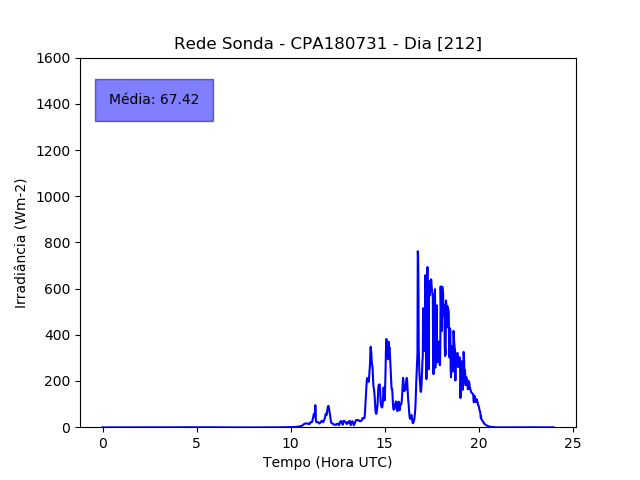 Rede Sonda - CPA180731 - Dia [212]
1600
1400
1200
1000
800
600
400
200
0
Irradiância (Wm-2)
Média: 67.42
0 5 10 15 20 25
Tempo (Hora UTC)